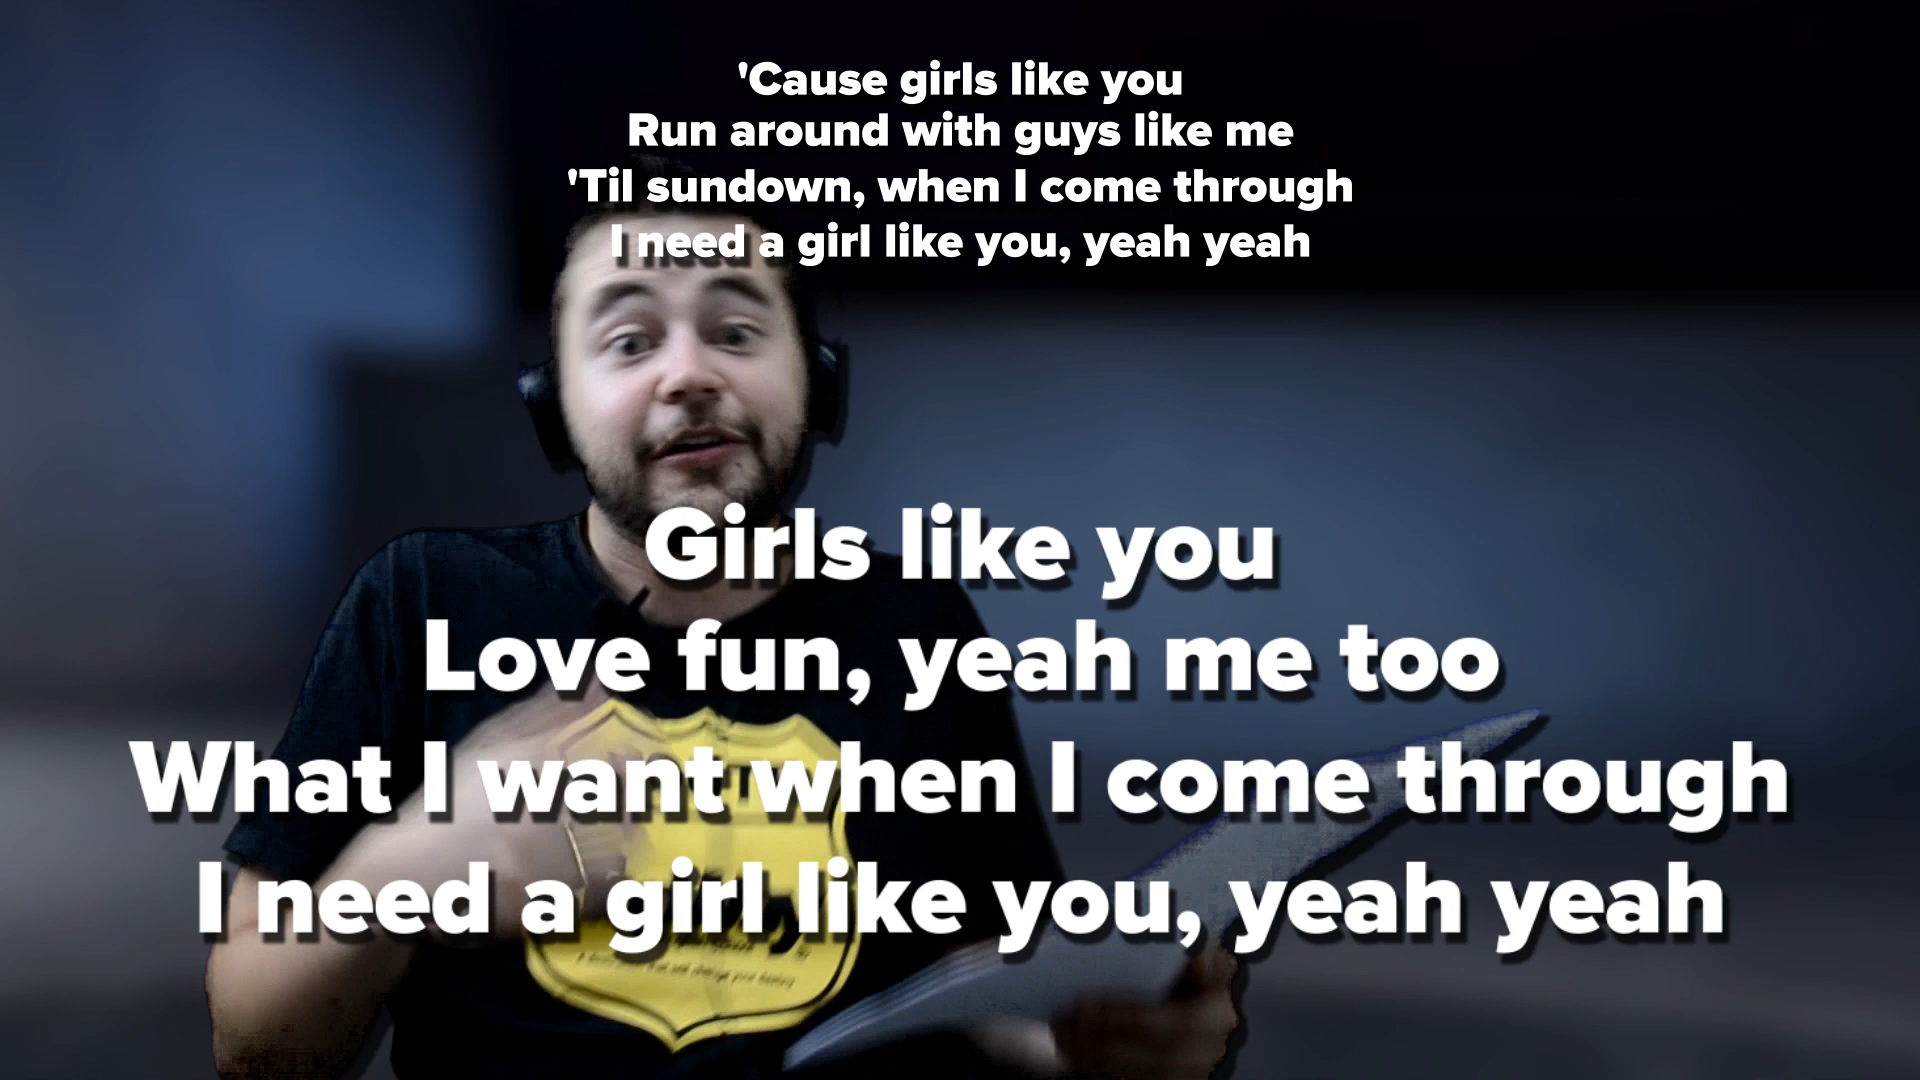 'Cause girls like you
Run around with guys like me
'Til sundown, when I come through
I need a girl like you, yeah yeah
Girls like you
Love fun, yeah me too
What I want when I come through
I need a girl like you, yeah yeah